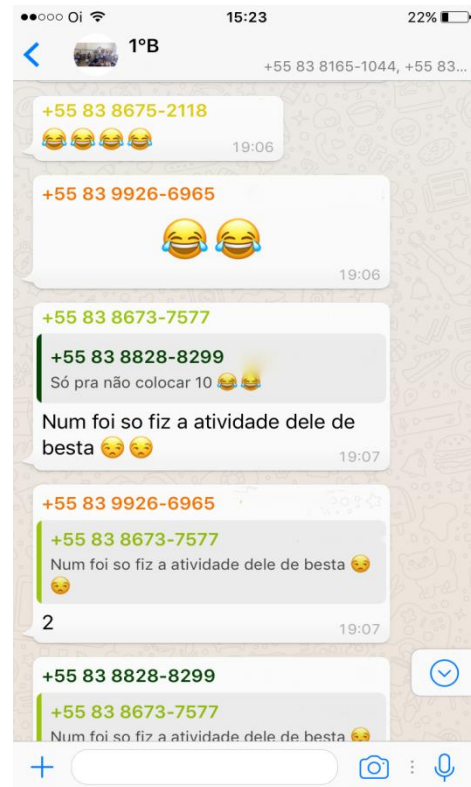 ●●○○○ Oi 15:23 22%
1ºB
+55 83 8165-1044, +55 83...
+55 83 8675-2118
😂😂😂😂 19:06
+55 83 9926-6965
😂😂
19:06
+55 83 8673-7577
+55 83 8828-8299
Só pra não colocar 10 😂😂
Num foi so fiz a atividade dele de
besta 😒😒 19:07
+55 83 9926-6965
+55 83 8673-7577
Num foi so fiz a atividade dele de besta 😒
😒
2 19:07
+55 83 8828-8299
+55 83 8673-7577
Num foi so fiz a atividade dele de besta 😒